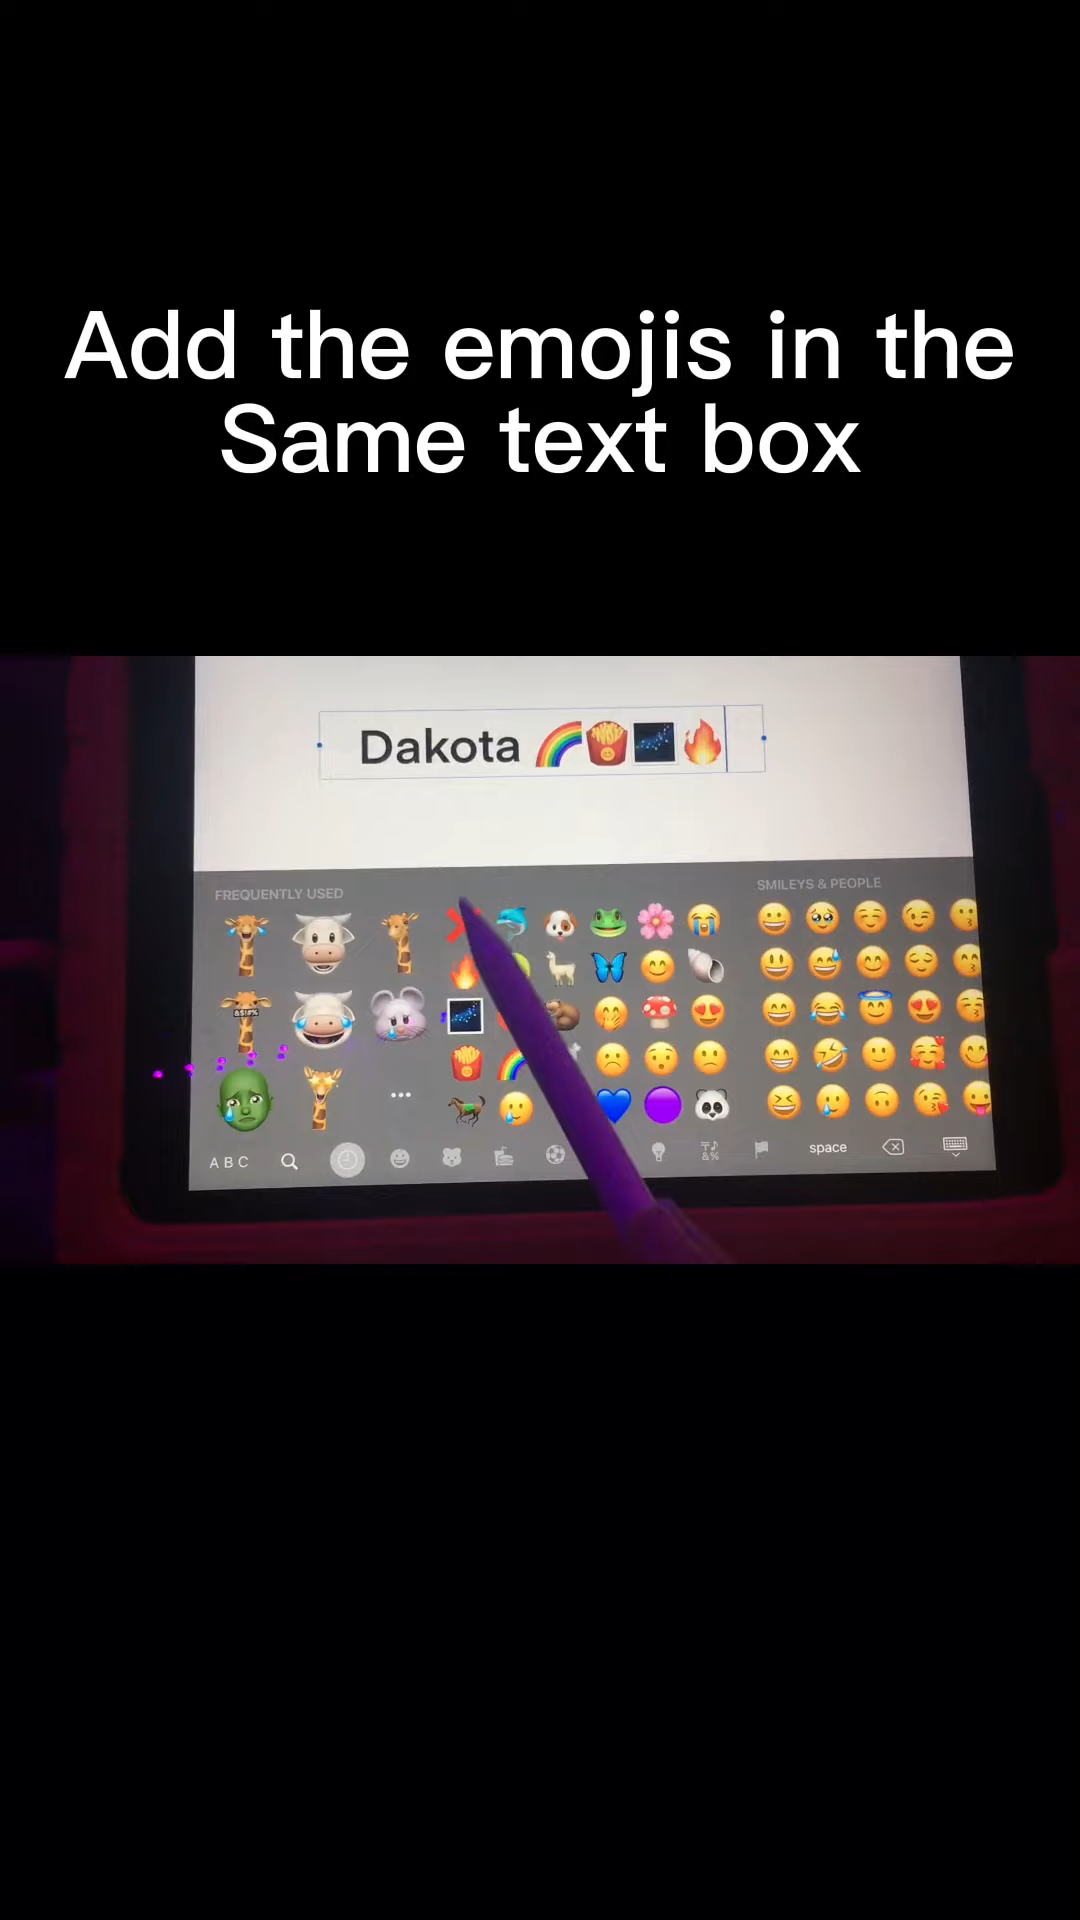 Add the emojis in the
Same text box
Dakota 🌈🍟🌌🔥
FREQUENTLY USED
SMILEYS & PEOPLE
&$!#%
ABC
space